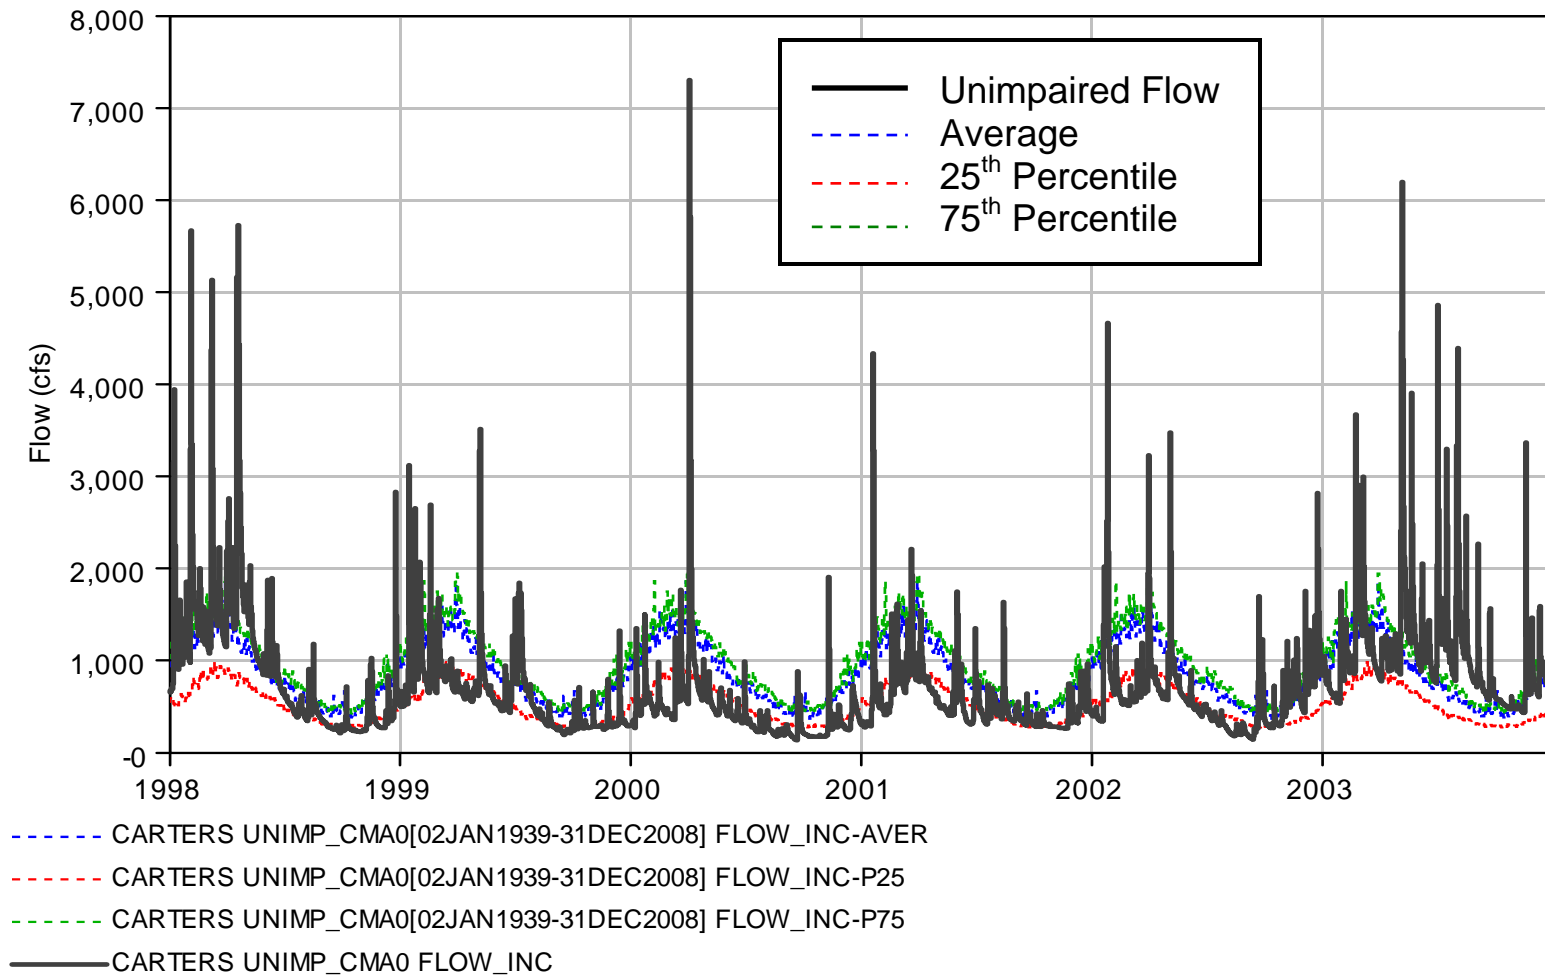 8,000
7,000
6,000
5,000
4,000
3,000
2,000
1,000
-0
Flow (cfs)
Unimpaired Flow
Average
25th Percentile
75th Percentile
1998 1999 2000 2001 2002 2003
CARTERS UNIMP_CMA0[02JAN1939-31DEC2008] FLOW_INC-AVER
CARTERS UNIMP_CMA0[02JAN1939-31DEC2008] FLOW_INC-P25
CARTERS UNIMP_CMA0[02JAN1939-31DEC2008] FLOW_INC-P75
CARTERS UNIMP_CMA0 FLOW_INC